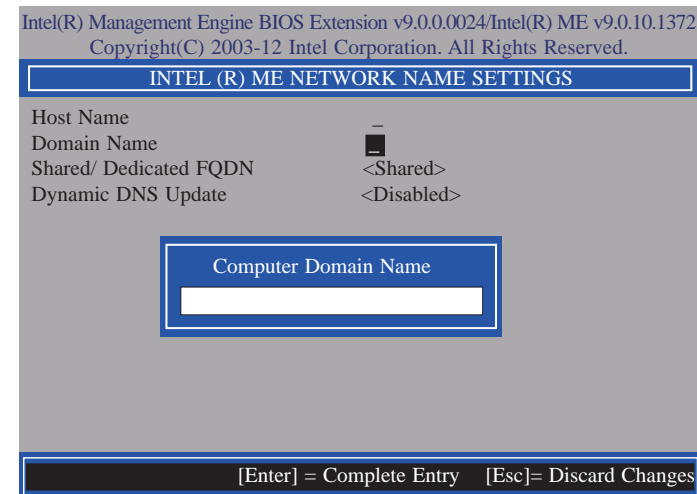 Intel(R) Management Engine BIOS Extension v9.0.0.0024/Intel(R) ME v9.0.10.1372
Copyright(C) 2003-12 Intel Corporation. All Rights Reserved.
INTEL (R) ME NETWORK NAME SETTINGS
Host Name _
Domain Name _
Shared/ Dedicated FQDN <Shared>
Dynamic DNS Update <Disabled>
Computer Domain Name
[Enter] = Complete Entry [Esc]= Discard Changes